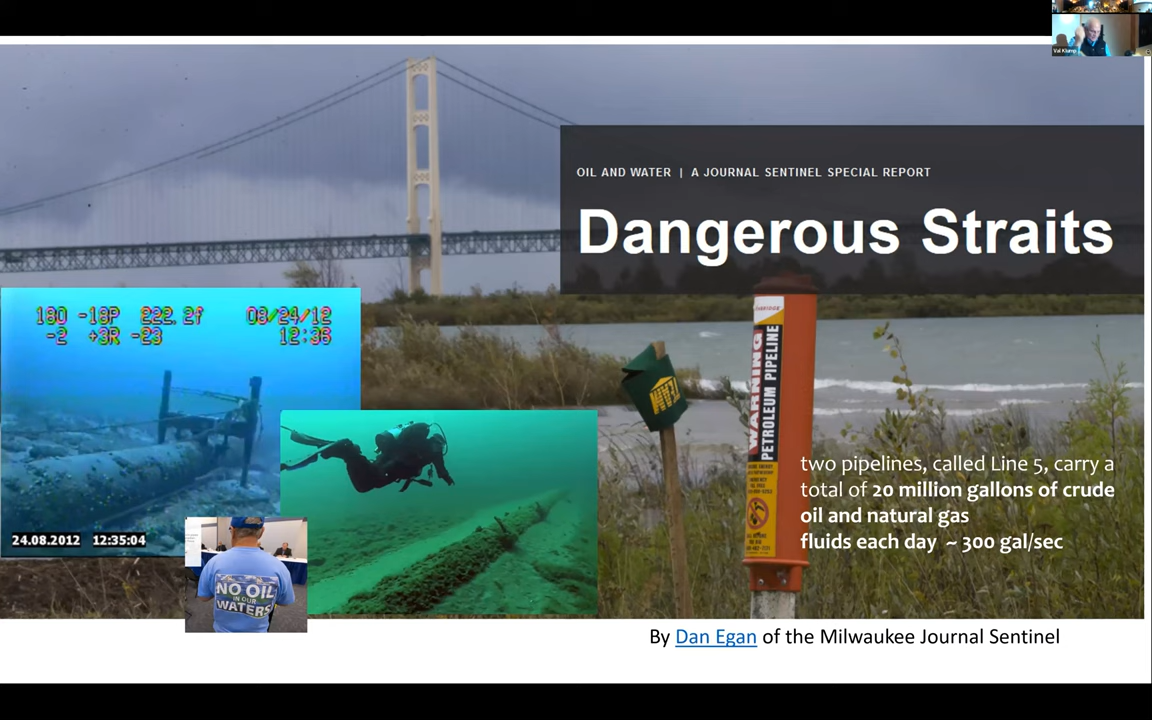 Val Klump
OIL AND WATER | A JOURNAL SENTINEL SPECIAL REPORT
Dangerous Straits
180 -18P 222.2f 08/24/12
-2 +3R -23 12:36
24.08.2012 12:35:04
NO OIL
IN OUR
WATERS
WARNING
PETROLEUM PIPELINE
two pipelines, called Line 5, carry a
total of 20 million gallons of crude
oil and natural gas
fluids each day ~ 300 gal/sec
By Dan Egan of the Milwaukee Journal Sentinel